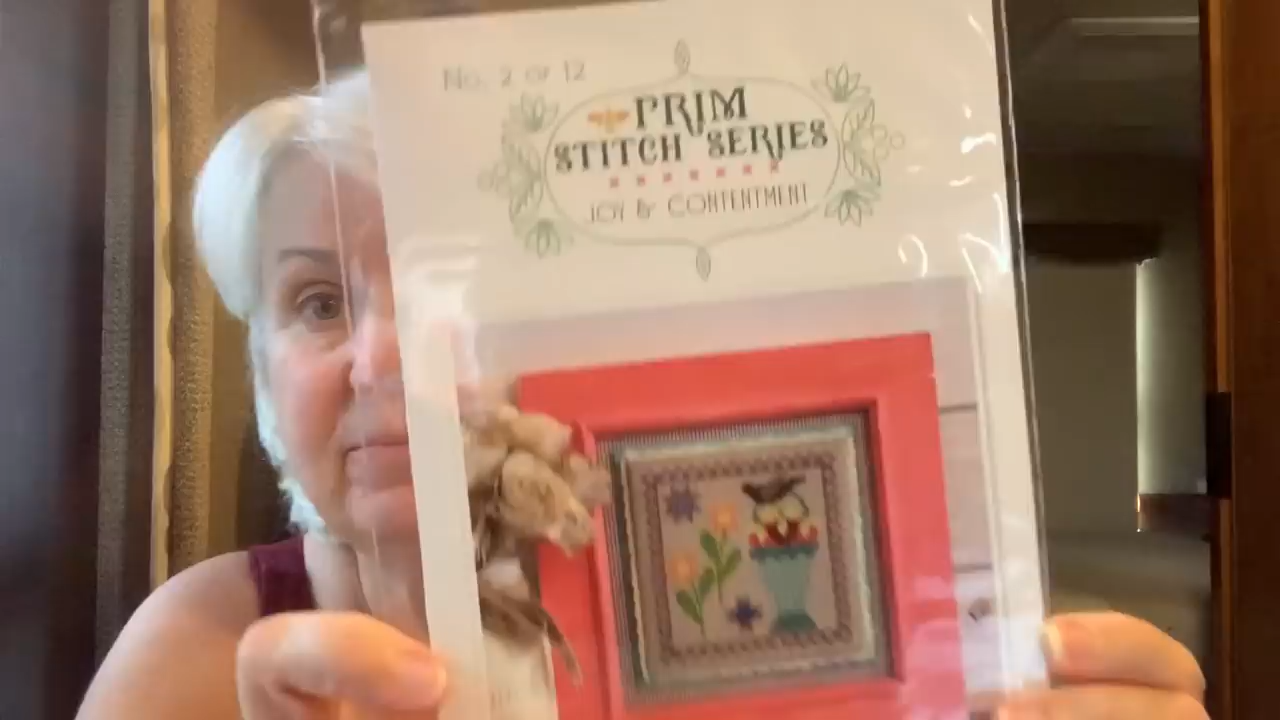 No. 2 of 12
PRIM
STITCH SERIES
JOY & CONTENTMENT